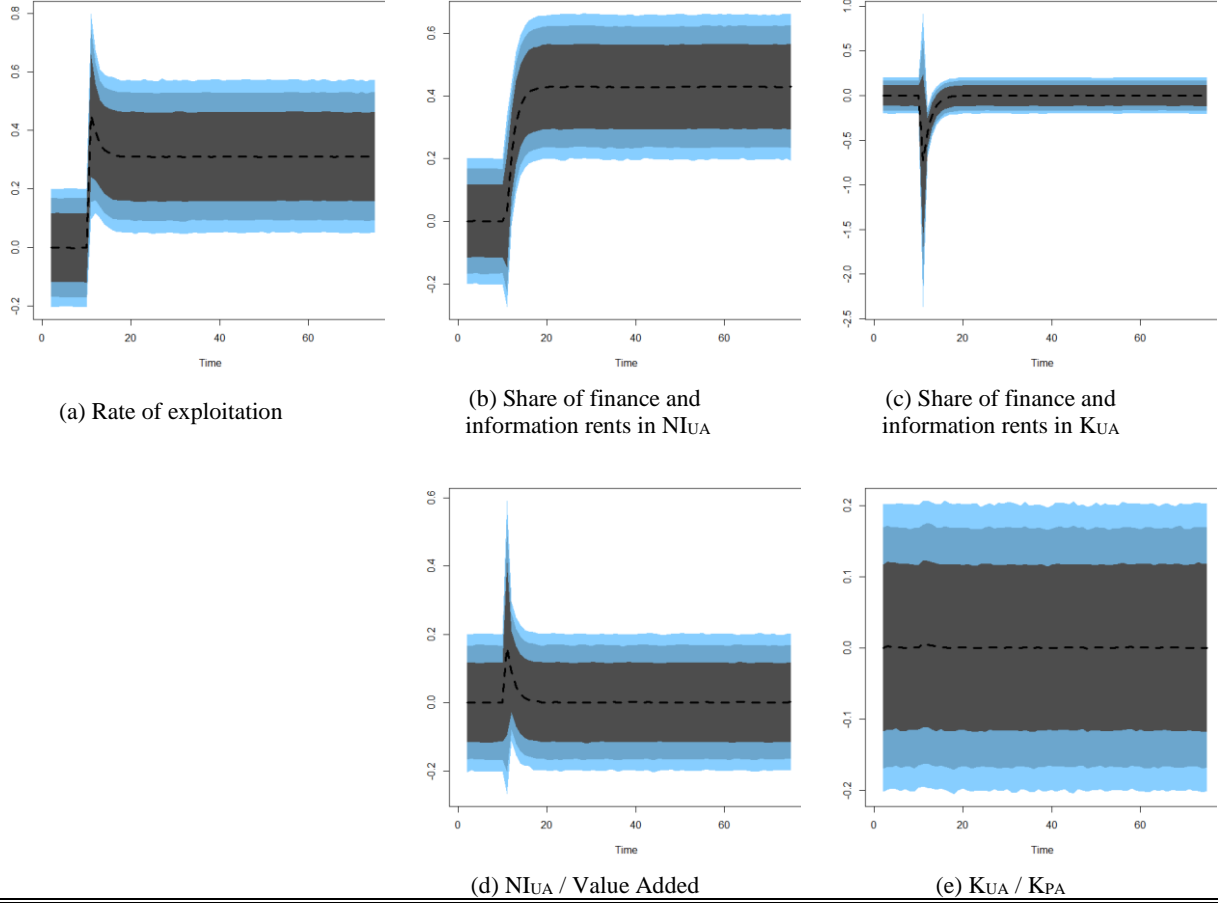 0.8
0.6
0.4
0.2
0.0
-0.2
0 20 40 60
Time
(a) Rate of exploitation
0.6
0.4
0.2
0.0
-0.2
0 20 40 60
Time
(b) Share of finance and
information rents in NIUA
1.0
0.5
0.0
-0.5
-1.0
-1.5
-2.0
-2.5
0 20 40 60
Time
(c) Share of finance and
information rents in KUA
0.6
0.4
0.2
0.0
-0.2
0 20 40 60
Time
(d) NIUA / Value Added
0.2
0.1
0.0
-0.1
-0.2
0 20 40 60
Time
(e) KUA / KPA